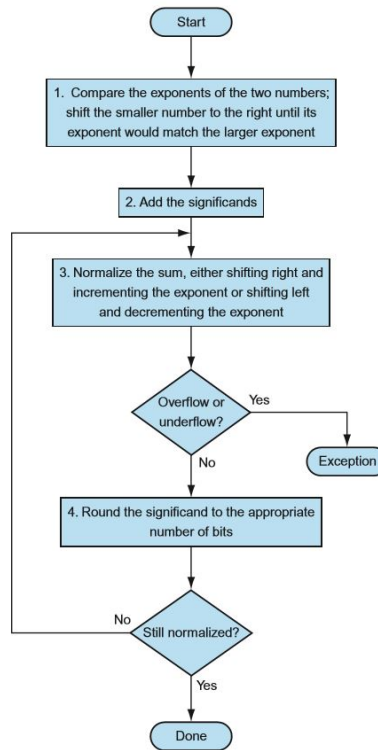 Start
1. Compare the exponents of the two numbers;
shift the smaller number to the right until its
exponent would match the larger exponent
2. Add the significands
3. Normalize the sum, either shifting right and
incrementing the exponent or shifting left
and decrementing the exponent
Overflow or
underflow?
Yes
Exception
No
4. Round the significand to the appropriate
number of bits
No
Still normalized?
Yes
Done